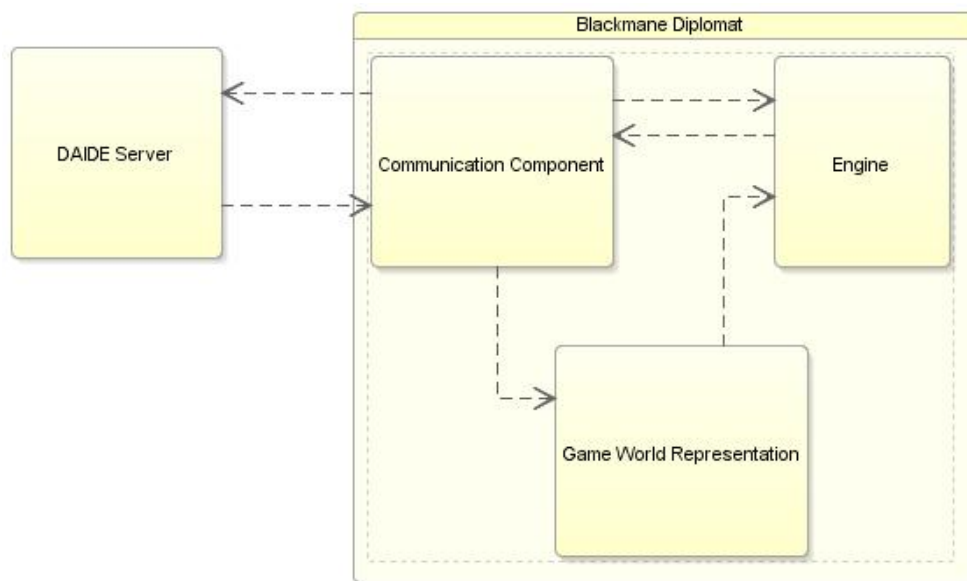 Blackmane Diplomat
DAIDE Server
Communication Component
Engine
Game World Representation